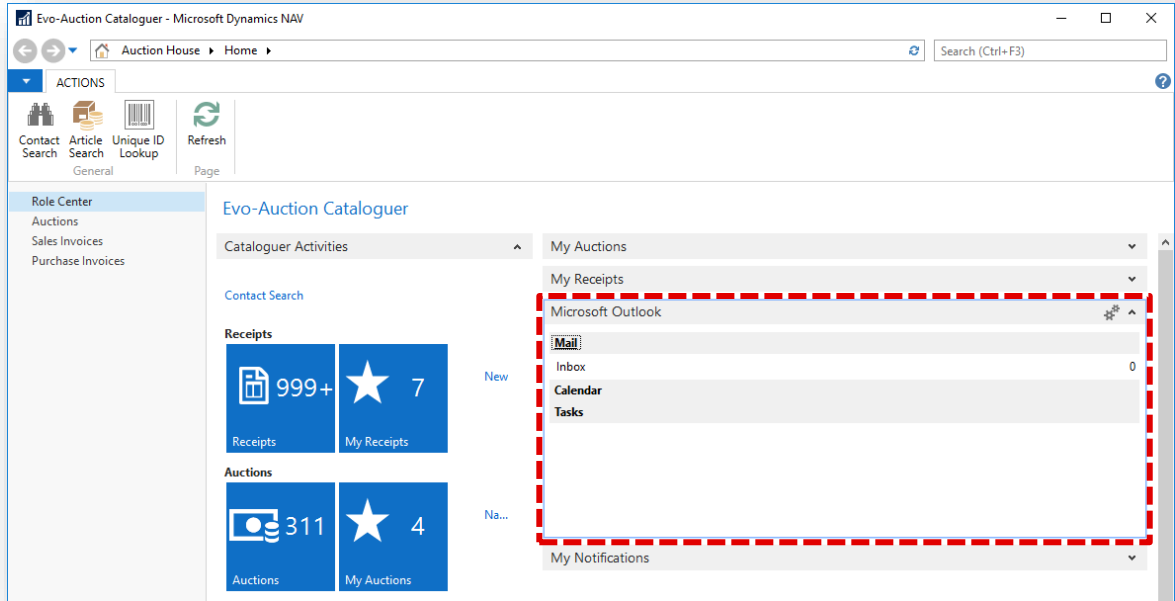 Evo-Auction Cataloguer - Microsoft Dynamics NAV
Auction House Home
Search (Ctrl+F3)
ACTIONS
Contact Search
Article Search
Unique ID Lookup
Refresh
General
Page
Role Center
Auctions
Sales Invoices
Purchase Invoices
Evo-Auction Cataloguer
Cataloguer Activities
Contact Search
Receipts
999+
Receipts
7
My Receipts
New
Auctions
311
Auctions
4
My Auctions
Na...
My Auctions
My Receipts
Microsoft Outlook
Mail
Inbox 0
Calendar
Tasks
My Notifications